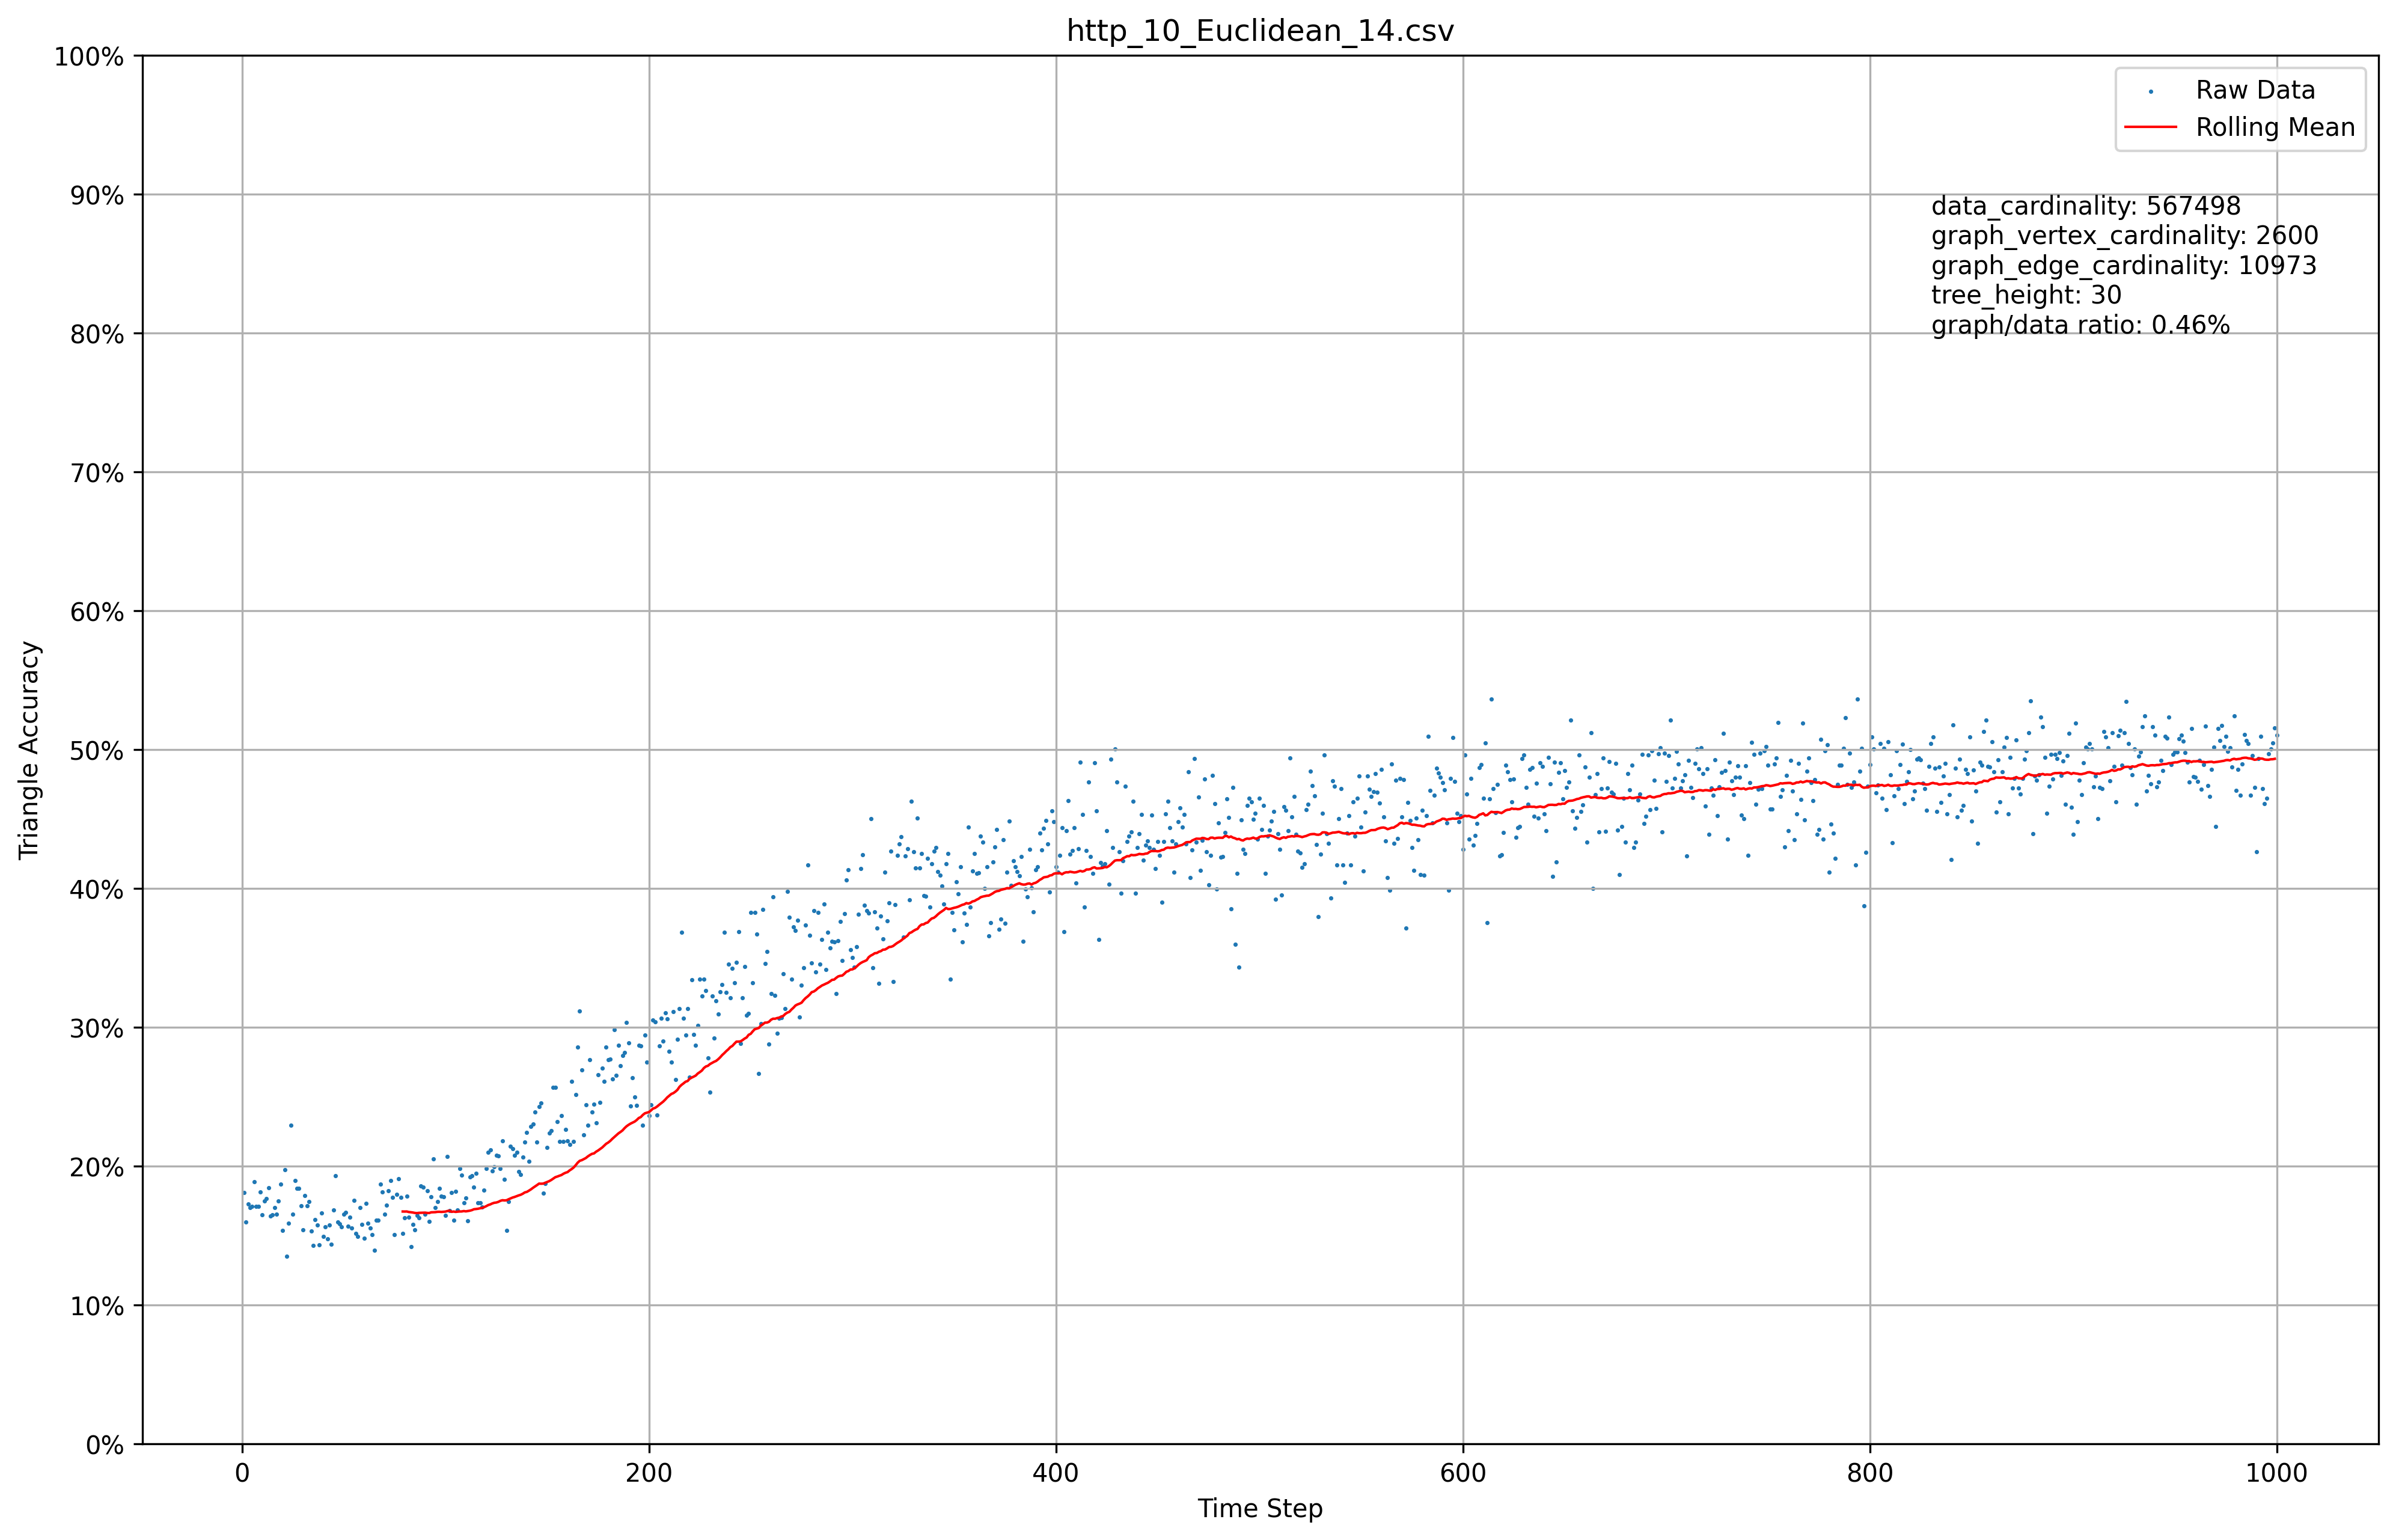 http_10_Euclidean_14.csv
100%
90%
80%
70%
60%
50%
40%
30%
20%
10%
0%
Triangle Accuracy
Raw Data
Rolling Mean
data_cardinality: 567498
graph_vertex_cardinality: 2600
graph_edge_cardinality: 10973
tree_height: 30
graph/data ratio: 0.46%
0 200 400 600 800 1000
Time Step